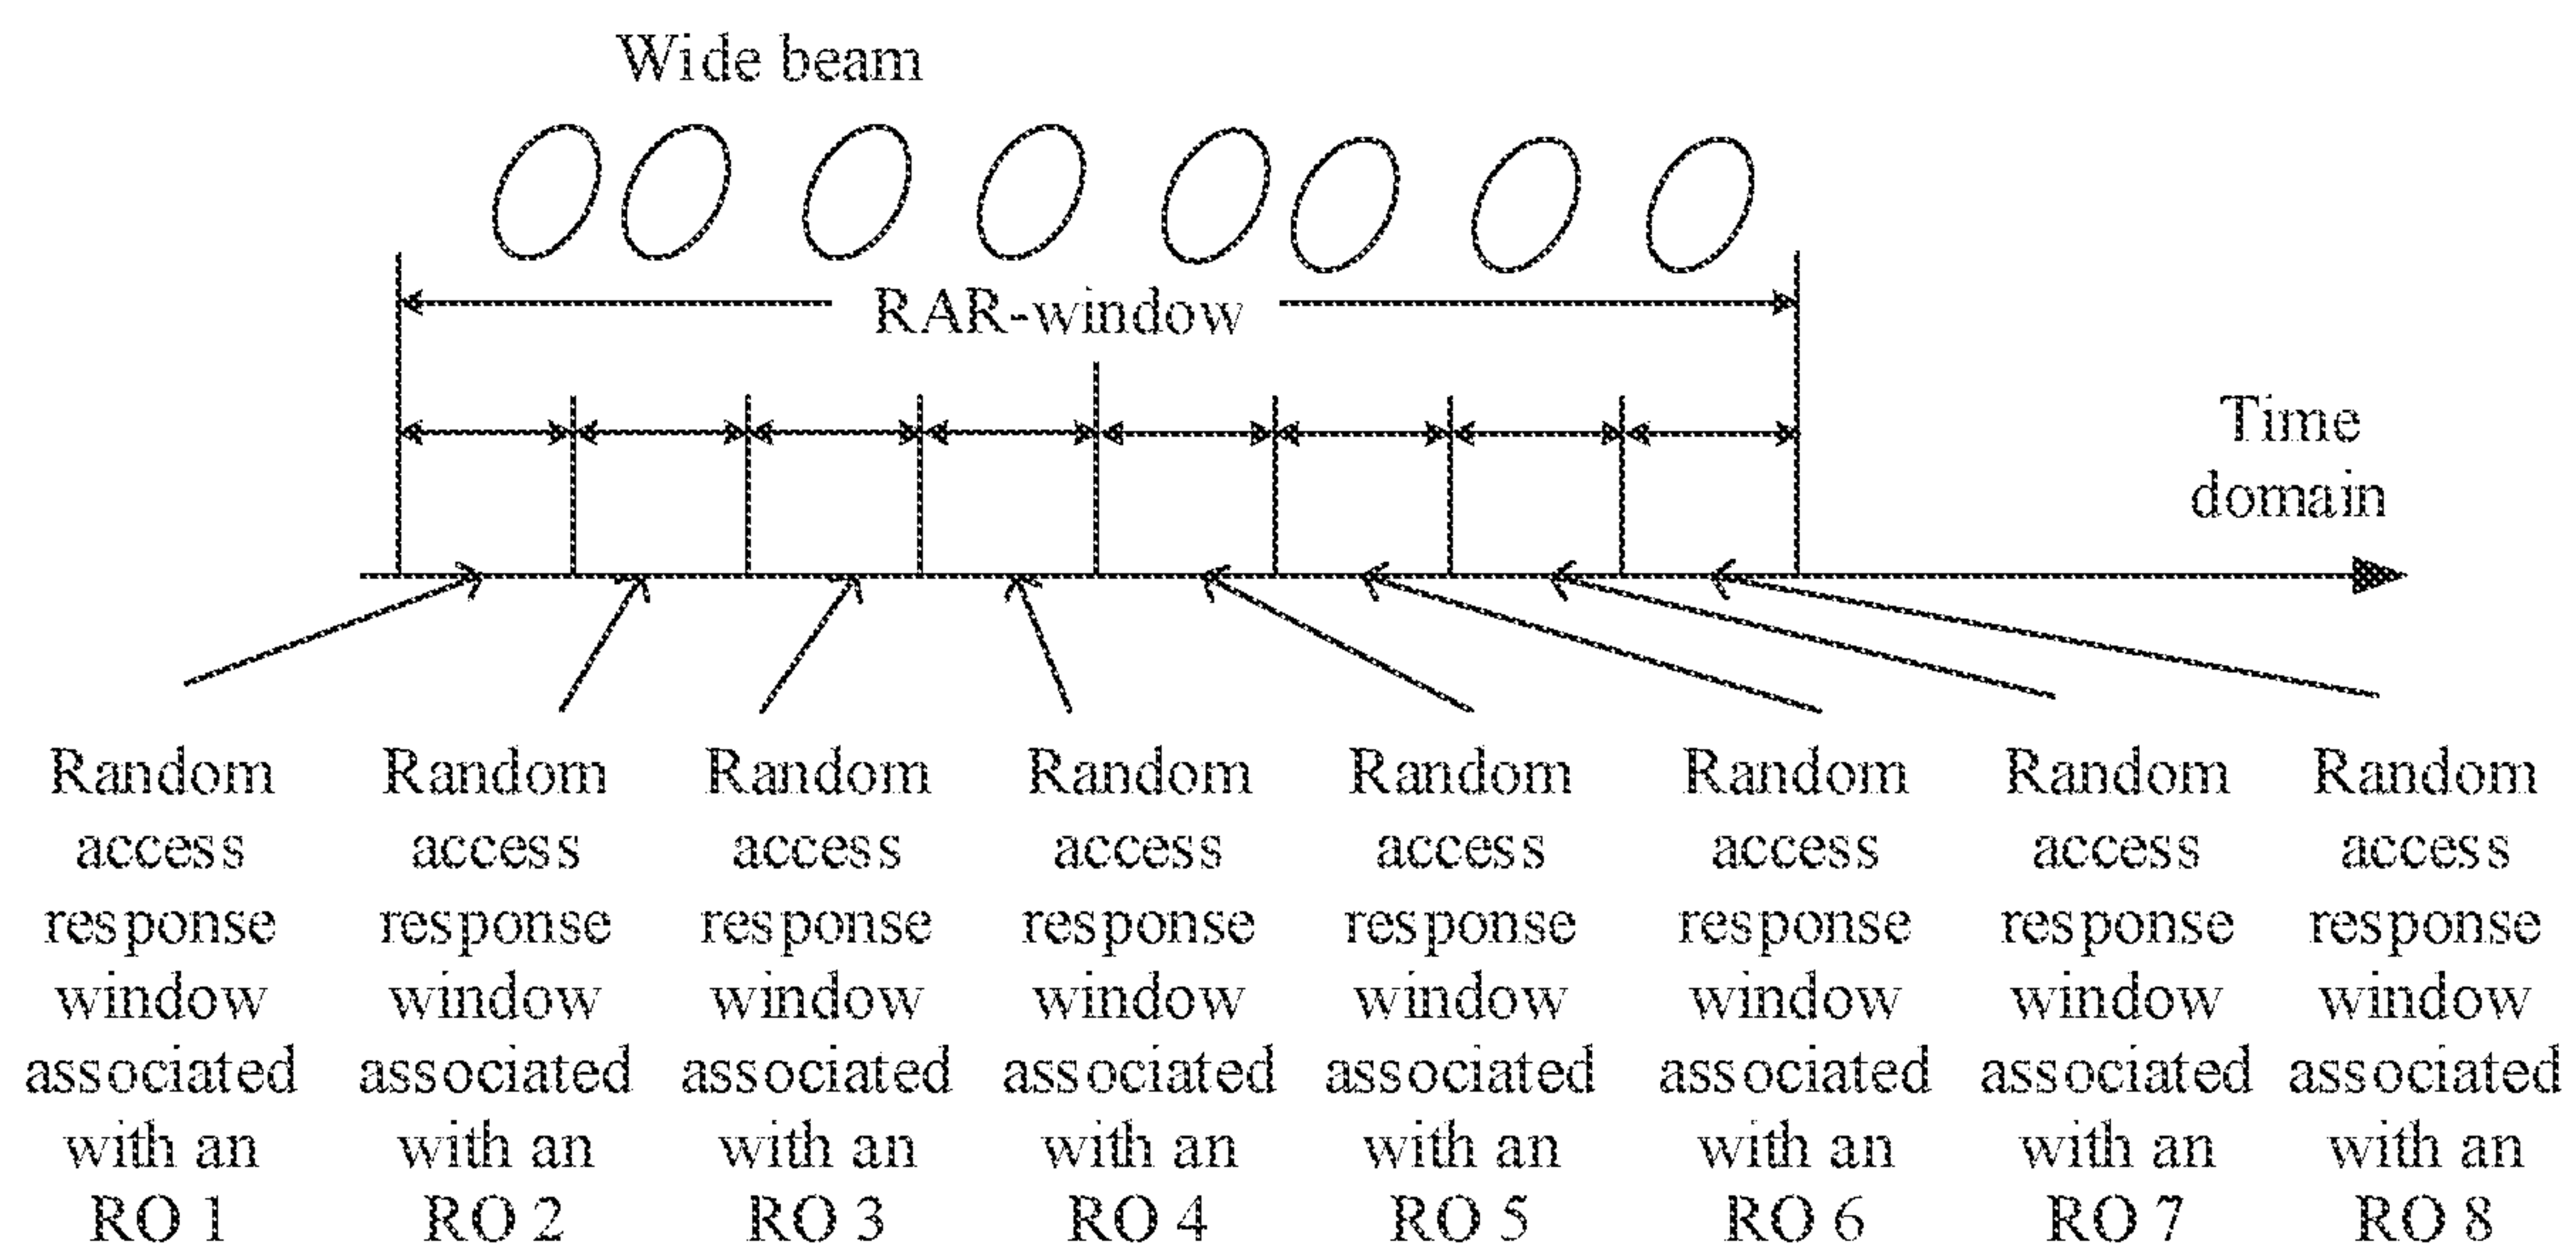 Wide beam
RAR-window
Time
domain
Random
access
response
window
associated
with an
RO 1
Random
access
response
window
associated
with an
RO 2
Random
access
response
window
associated
with an
RO 3
Random
access
response
window
associated
with an
RO 4
Random
access
response
window
associated
with an
RO 5
Random
access
response
window
associated
with an
RO 6
Random
access
response
window
associated
with an
RO 7
Random
access
response
window
associated
with an
RO 8